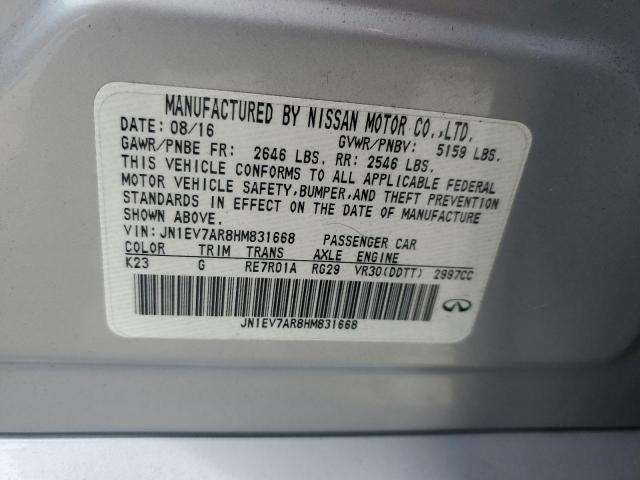 MANUFACTURED BY NISSAN MOTOR CO.,LTD.
DATE: 08/16 GVWR/PNBV: 5159 LBS.
GAWR/PNBE FR: 2646 LBS. RR: 2546 LBS.
THIS VEHICLE CONFORMS TO ALL APPLICABLE FEDERAL
MOTOR VEHICLE SAFETY,BUMPER,AND THEFT PREVENTION
STANDARDS IN EFFECT ON THE DATE OF MANUFACTURE
SHOWN ABOVE.
VIN: JN1EV7AR8HM831668 PASSENGER CAR
COLOR TRIM TRANS AXLE ENGINE
K23 G RE7R01A RG29 VR30(DDTT) 2997CC
JN1EV7AR8HM831668